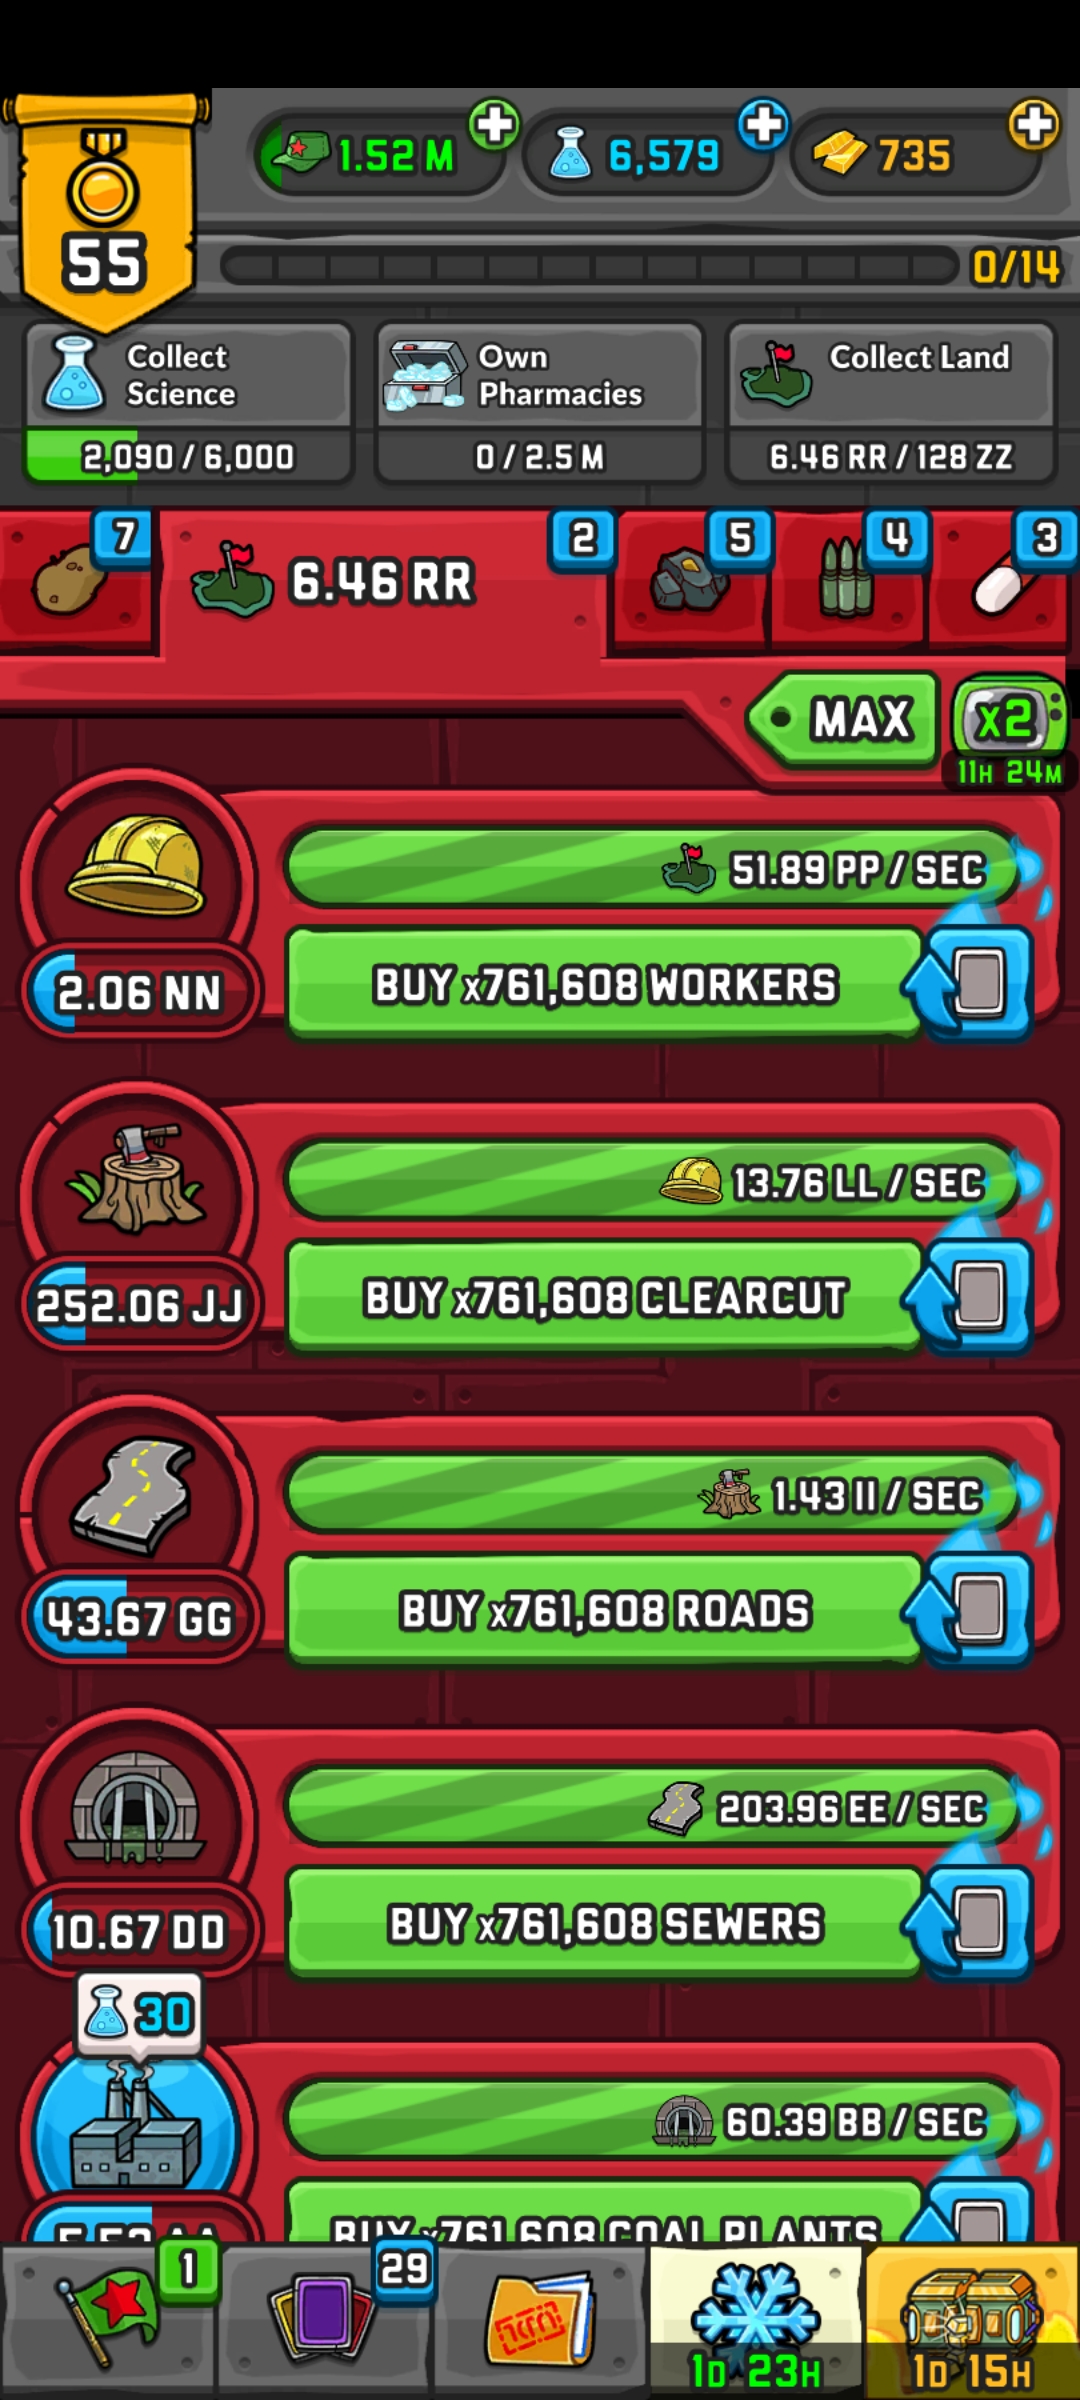 1.52 M
6,579
735
55
0/14
Collect
Science
2,090 / 6,000
Own
Pharmacies
0 / 2.5 M
Collect Land
6.46 RR / 128 ZZ
7
6.46 RR
2
5
4
3
MAX
x2
11H 24M
51.89 PP / SEC
2.06 NN
BUY x761,608 WORKERS
13.76 LL / SEC
252.06 JJ
BUY x761,608 CLEARCUT
1.43 II / SEC
43.67 GG
BUY x761,608 ROADS
203.96 EE / SEC
10.67 DD
BUY x761,608 SEWERS
30
60.39 BB / SEC
BUY x761,608 COAL PLANTS
1
29
1D 23H
1D 15H